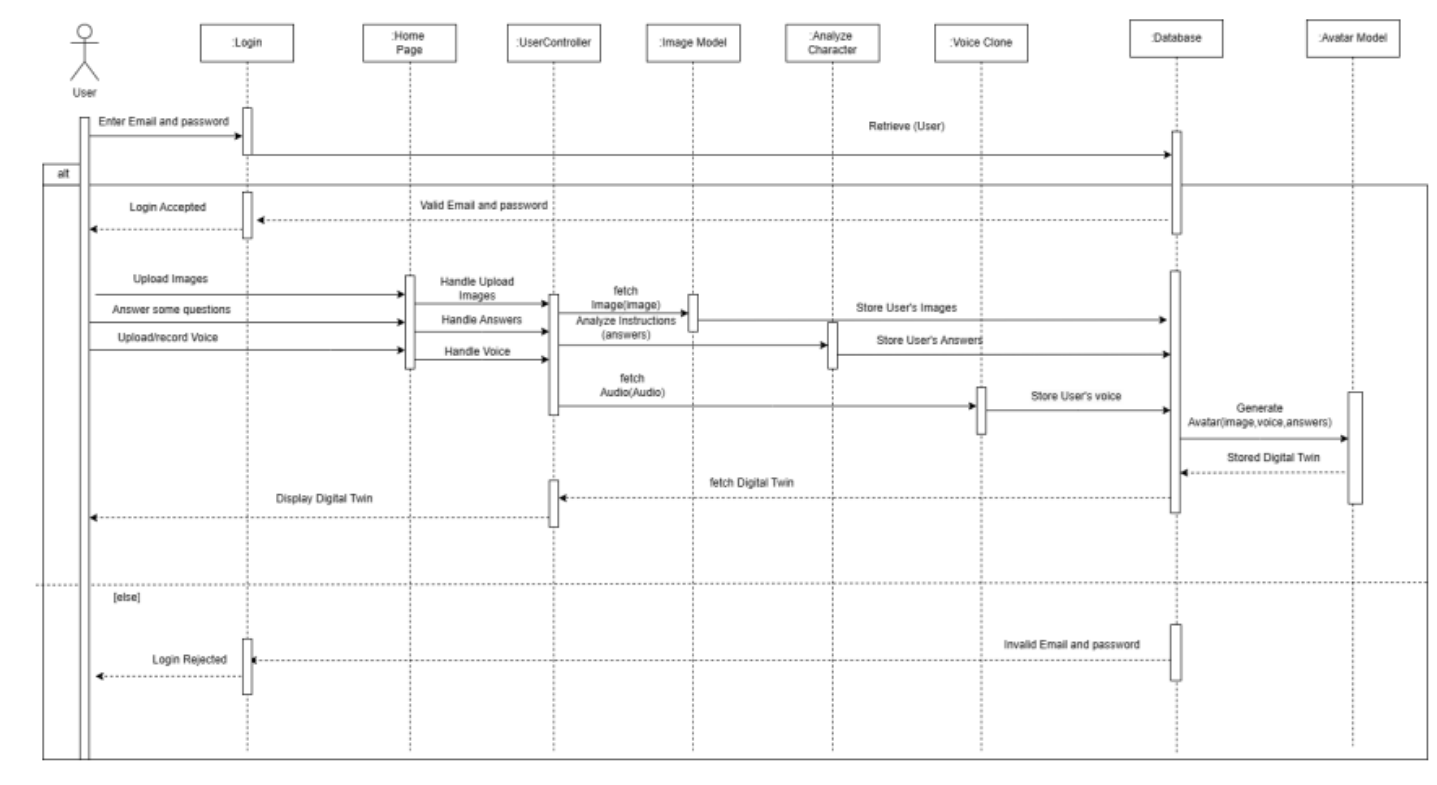 :Login
:Home
Page
:UserController
:Image Model
:Analyze
Character
:Voice Clone
:Database
:Avatar Model
User
Enter Email and password
Retrieve (User)
alt
Login Accepted
Valid Email and password
Upload Images
Handle Upload
Images
fetch
Image(image)
Answer some questions
Handle Answers
Analyze Instructions
(answers)
Store User's Images
Upload/record Voice
Handle Voice
Store User's Answers
fetch
Audio(Audio)
Store User's voice
Generate
Avatar(image,voice,answers)
Stored Digital Twin
fetch Digital Twin
Display Digital Twin
[else]
Invalid Email and password
Login Rejected